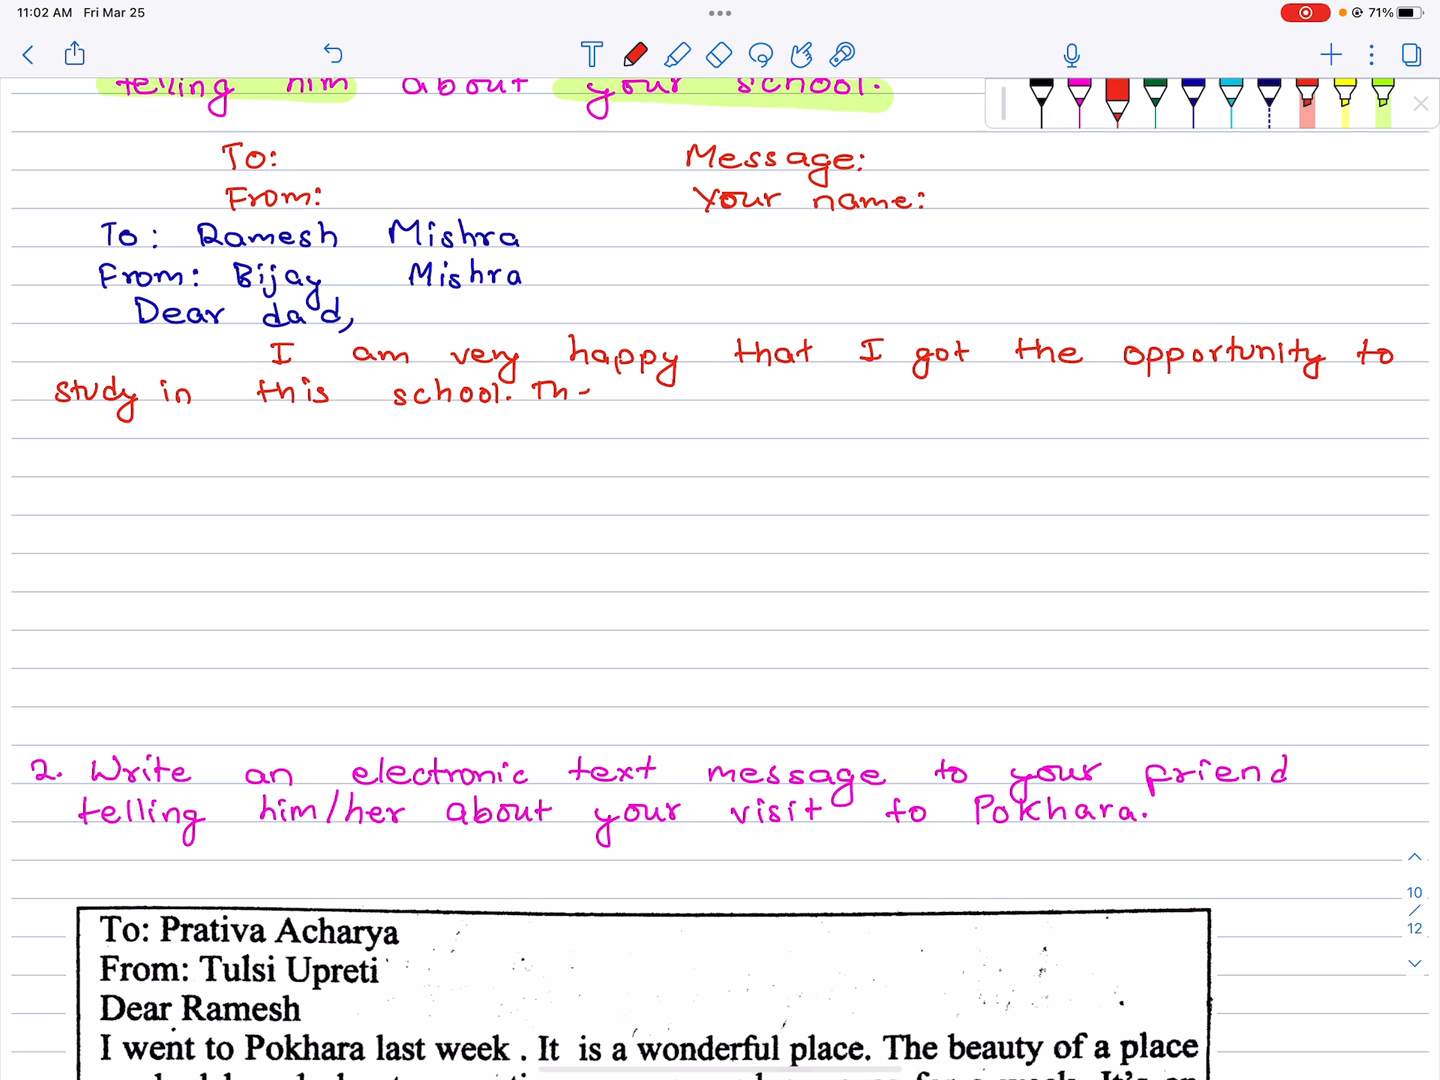 11:02 AM Fri Mar 25
71%
telling him about your school.
To:
From:
Message:
Your name:
To: Ramesh Mishra
From: Bijay Mishra
Dear dad,
I am very happy that I got the opportunity to
study in this school. Th
2. Write an electronic text message to your friend
telling him/her about your visit to Pokhara.
10
/
12
To: Prativa Acharya
From: Tulsi Upreti
Dear Ramesh
I went to Pokhara last week . It is a wonderful place. The beauty of a place